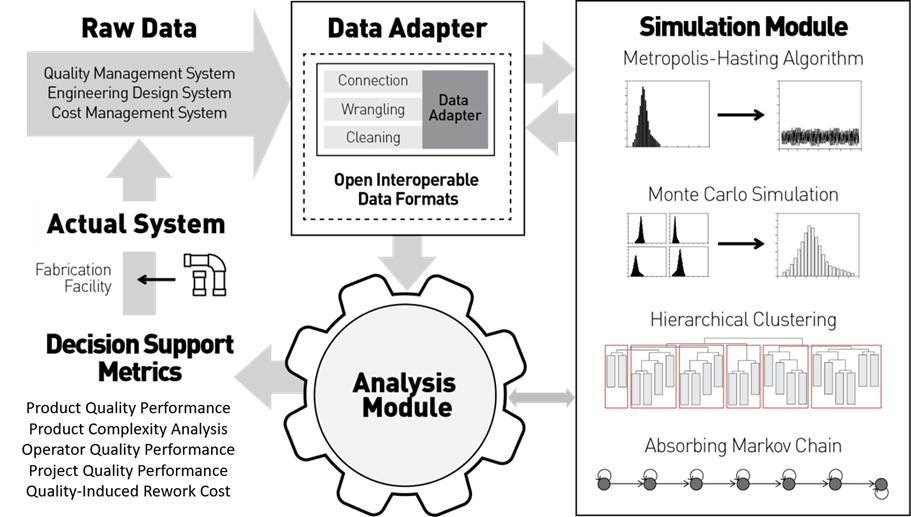 Raw Data
Quality Management System
Engineering Design System
Cost Management System
Actual System
Fabrication
Facility
Decision Support
Metrics
Product Quality Performance
Product Complexity Analysis
Operator Quality Performance
Project Quality Performance
Quality-Induced Rework Cost
Data Adapter
Connection
Wrangling
Cleaning
Data
Adapter
Open Interoperable
Data Formats
Analysis
Module
Simulation Module
Metropolis-Hasting Algorithm
Monte Carlo Simulation
Hierarchical Clustering
Absorbing Markov Chain